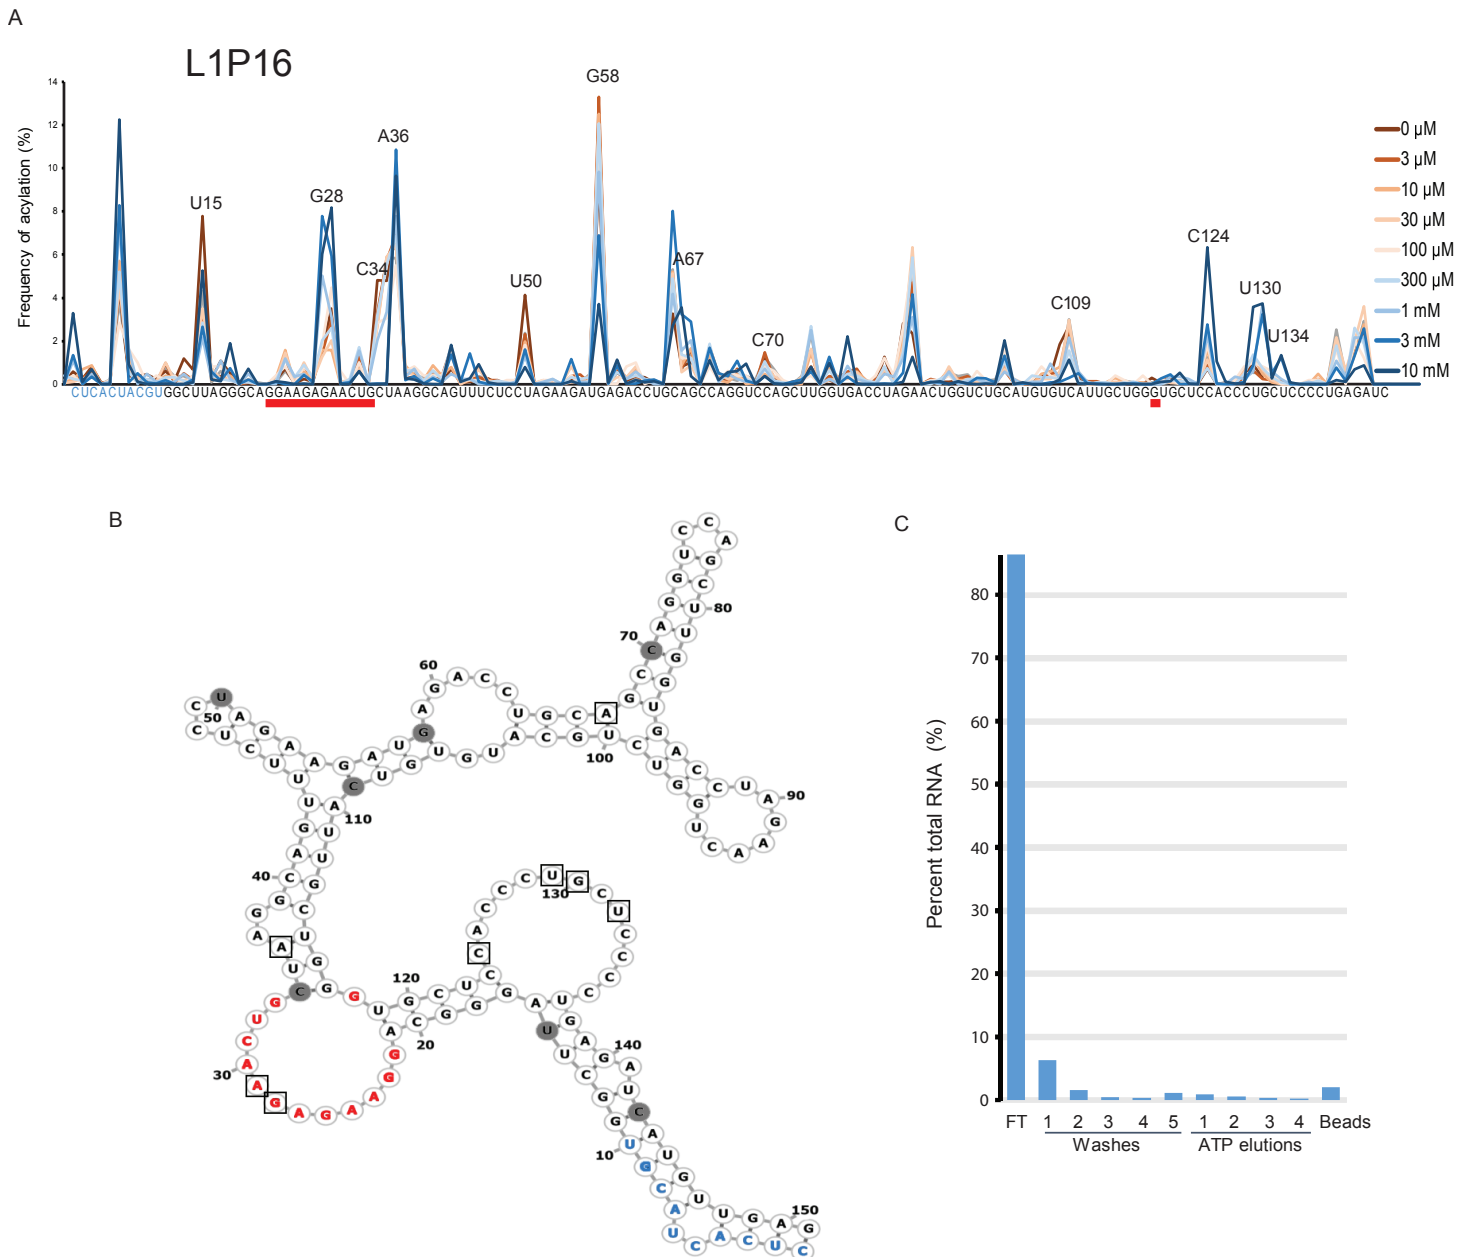 A
L1P16
Frequency of acylation (%)
14
12
10
8
6
4
2
0
U15
G28
C34
A36
U50
G58
A67
C70
C109
C124
U130
U134
0 µM
3 µM
10 µM
30 µM
100 µM
300 µM
1 mM
3 mM
10 mM
CUCACUACGUGGCUUAGGGCAGGAAGAGAACUGCUAAGGCAGUUUCUCCUAGAAGAUGAGACCUGCAGCCAGGUCCAGCUUGGGUGACCUAGAACUGGUCUGCAUGUGUCAUUGCUGGGUGCUCCACCCUGCUCCCCUGAGAUC
B
CUCACUACGUGGCUUAGGGCAGGAAGAGAACUGCUAAGGCAGUUUCUCCUAGAAGAUGAGACCUGCAGCCAGGUCCAGCUUGGUGACCUAGAACUGGUCUGCAUGUGUCAUUGCUGGGUGCUCCACCCUGCUCCCCUGAGAUCAUGUUGAG
10
20
30
40
50
60
70
80
90
100
110
120
130
140
150
C
Percent total RNA (%)
80
70
60
50
40
30
20
10
0
FT 1 2 3 4 5 1 2 3 4 Beads
Washes ATP elutions